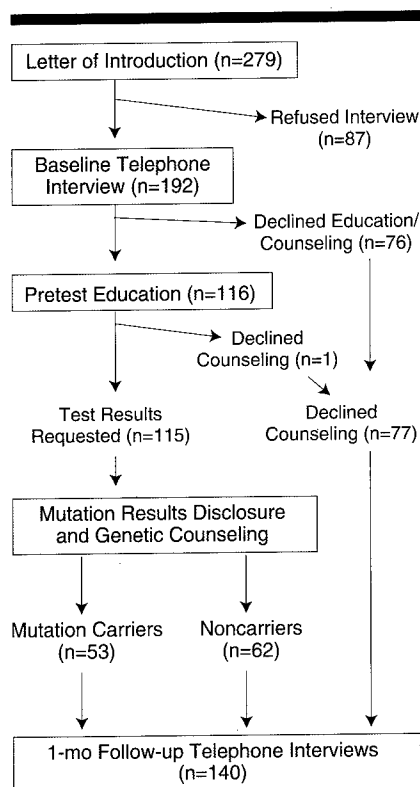 Letter of Introduction (n=279)
Refused Interview
(n=87)
Baseline Telephone
Interview (n=192)
Declined Education/
Counseling (n=76)
Pretest Education (n=116)
Declined
Counseling (n=1)
Test Results
Requested (n=115)
Declined
Counseling (n=77)
Mutation Results Disclosure
and Genetic Counseling
Mutation Carriers
(n=53)
Noncarriers
(n=62)
1-mo Follow-up Telephone Interviews
(n=140)